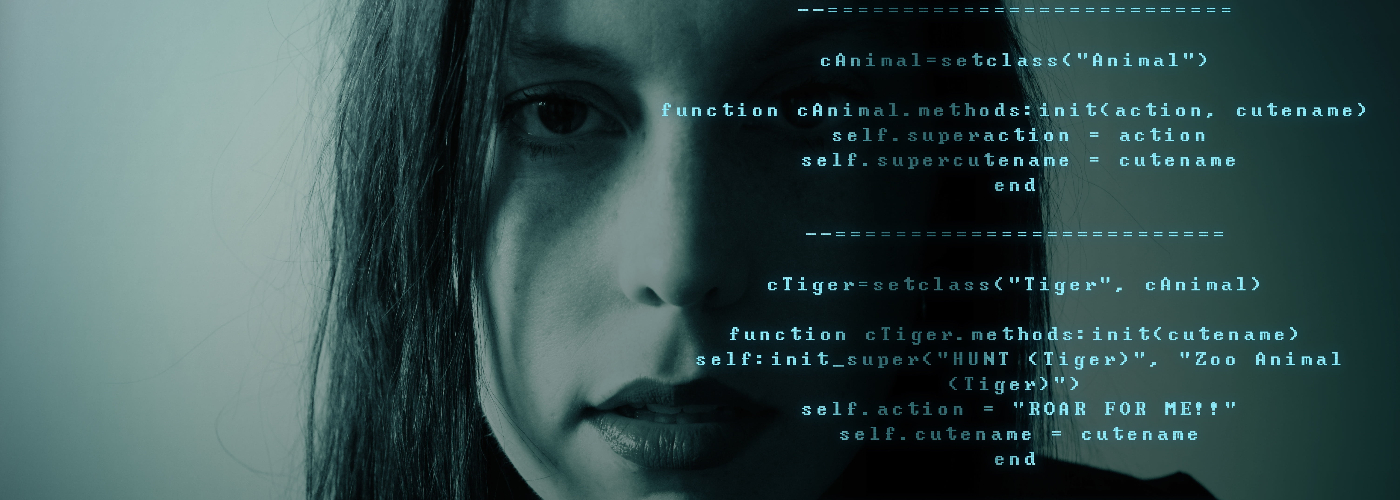 --==========================
cAnimal=setclass("Animal")
function cAnimal.methods:init(action, cutename)
self.superaction = action
self.supercutename = cutename
end
--=========================
cTiger=setclass("Tiger", cAnimal)
function cTiger.methods:init(cutename)
self:init_super("HUNT (Tiger)", "Zoo Animal
(Tiger)")
self.action = "ROAR FOR ME!!"
self.cutename = cutename
end